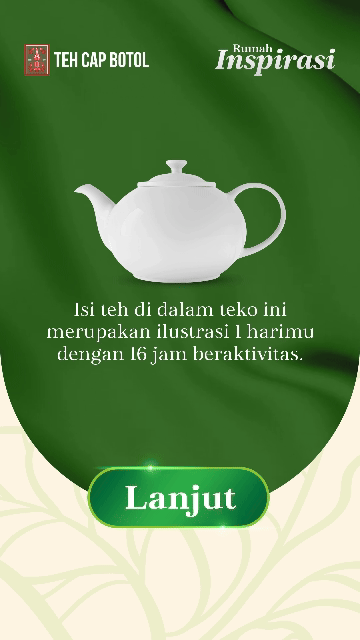 TEH CAP BOTOL
Rumah
Inspirasi
Isi teh di dalam teko ini
merupakan ilustrasi 1 harimu
dengan 16 jam beraktivitas.
Lanjut